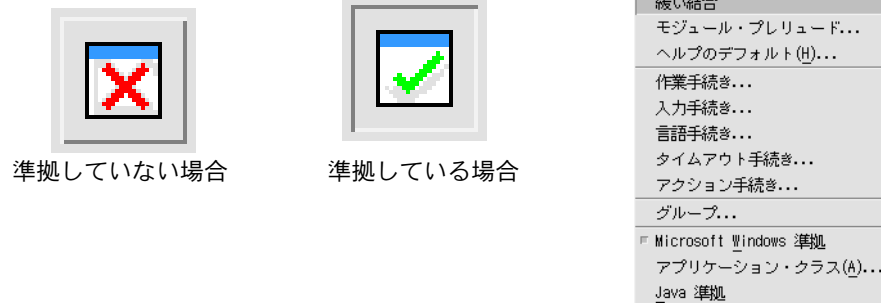 準拠していない場合
準拠している場合
緩い結合
モジュール・プレリュード...
ヘルプのデフォルト(H)...
作業手続き...
入力手続き...
言語手続き...
タイムアウト手続き...
アクション手続き...
グループ...
Microsoft Windows 準拠
アプリケーション・クラス(A)...
Java 準拠